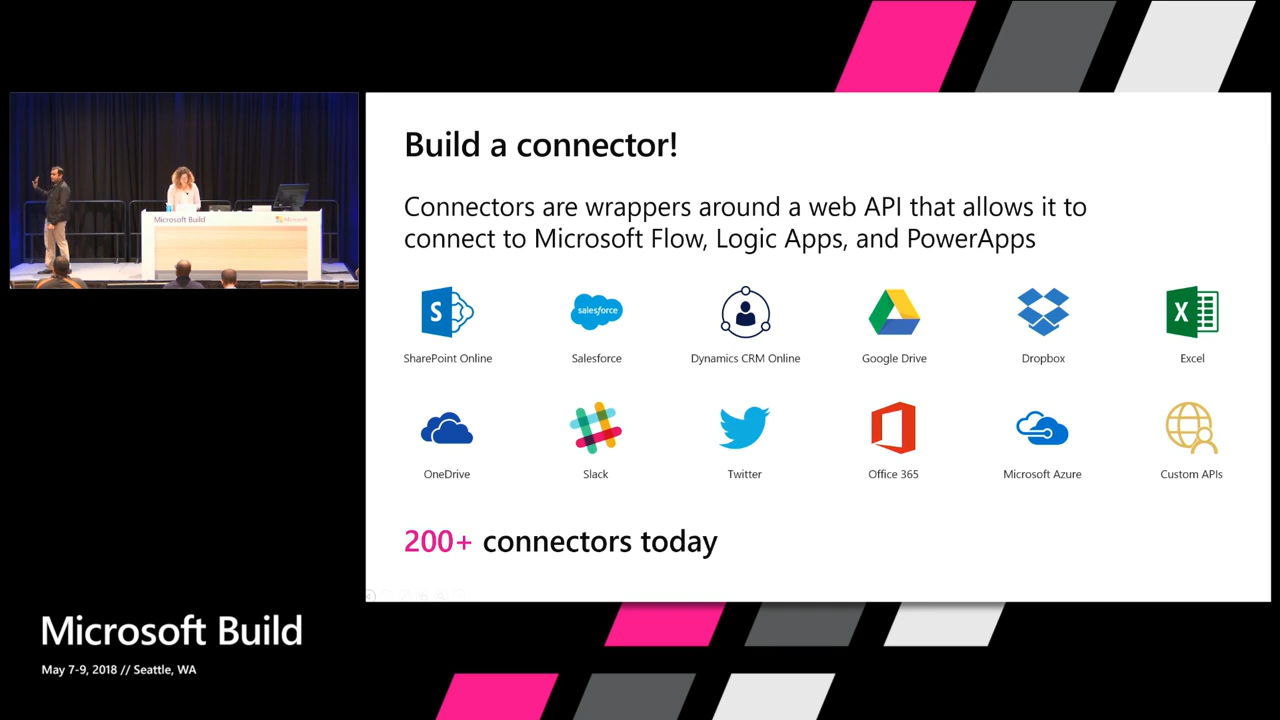 Build a connector!
Connectors are wrappers around a web API that allows it to
connect to Microsoft Flow, Logic Apps, and PowerApps
S
salesforce
X
SharePoint Online
Salesforce
Dynamics CRM Online
Google Drive
Dropbox
Excel
OneDrive
Slack
Twitter
Office 365
Microsoft Azure
Custom APIs
200+ connectors today
Microsoft Build
Microsoft
Microsoft Build
May 7-9, 2018 // Seattle, WA